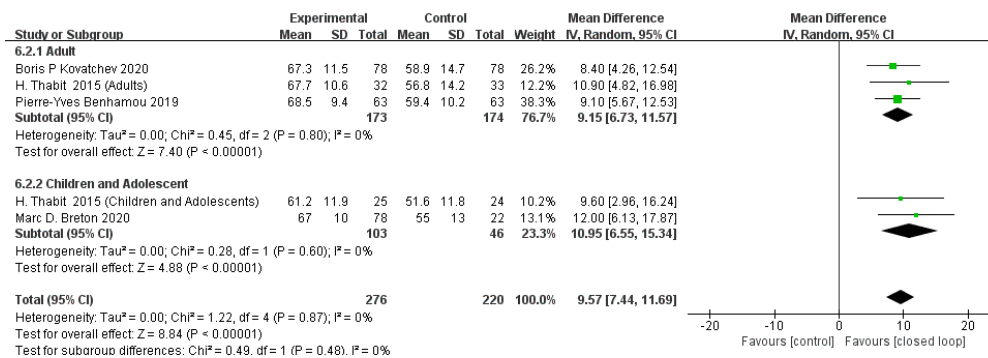 Experimental Control Mean Difference Mean Difference
Study or Subgroup Mean SD Total Mean SD Total Weight IV, Random, 95% CI IV, Random, 95% CI
6.2.1 Adult
Boris P Kovatchev 2020 67.3 11.5 78 58.9 14.7 78 26.2% 8.40 [4.26, 12.54]
H. Thabit 2015 (Adults) 67.7 10.6 32 56.8 14.2 33 12.2% 10.90 [4.82, 16.98]
Pierre-Yves Benhamou 2019 68.5 9.4 63 59.4 10.2 63 38.3% 9.10 [5.67, 12.53]
Subtotal (95% CI) 173 174 76.7% 9.15 [6.73, 11.57]
Heterogeneity: Tau² = 0.00; Chi² = 0.45, df = 2 (P = 0.80); I² = 0%
Test for overall effect: Z = 7.40 (P < 0.00001)
6.2.2 Children and Adolescent
H. Thabit 2015 (Children and Adolescents) 61.2 11.9 25 51.6 11.8 24 10.2% 9.60 [2.96, 16.24]
Marc D. Breton 2020 67 10 78 55 13 22 13.1% 12.00 [6.13, 17.87]
Subtotal (95% CI) 103 46 23.3% 10.95 [6.55, 15.34]
Heterogeneity: Tau² = 0.00; Chi² = 0.28, df = 1 (P = 0.60); I² = 0%
Test for overall effect: Z = 4.88 (P < 0.00001)
Total (95% CI) 276 220 100.0% 9.57 [7.44, 11.69]
Heterogeneity: Tau² = 0.00; Chi² = 1.22, df = 4 (P = 0.87); I² = 0%
Test for overall effect: Z = 8.84 (P < 0.00001)
Test for subgroup differences: Chi² = 0.49, df = 1 (P = 0.48), I² = 0%
-20 -10 0 10 20
Favours [control] Favours [closed loop]